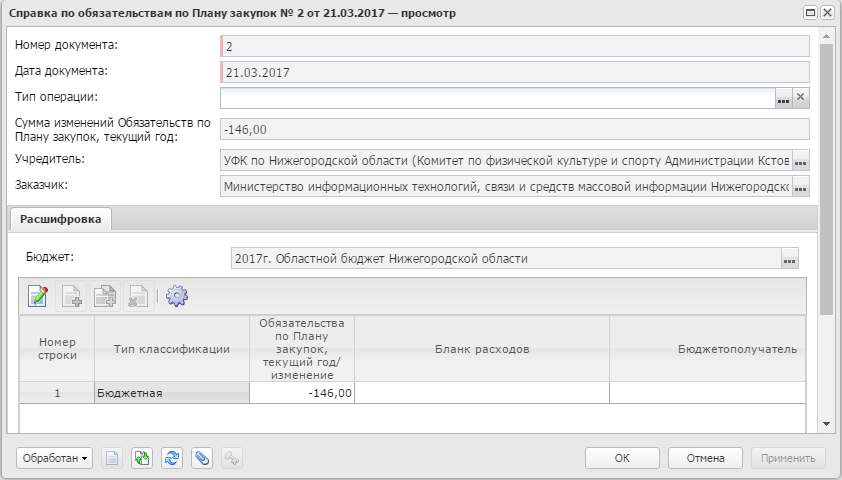 Справка по обязательствам по Плану закупок № 2 от 21.03.2017 — просмотр
Номер документа:
2
Дата документа:
21.03.2017
Тип операции:
Сумма изменений Обязательств по
Плану закупок, текущий год:
-146,00
Учредитель:
УФК по Нижегородской области (Комитет по физической культуре и спорту Администрации Кстов
Заказчик:
Министерство информационных технологий, связи и средств массовой информации Нижегородско
Расшифровка
Бюджет:
2017г. Областной бюджет Нижегородской области
Номер
строки
Тип классификации
Обязательства
по Плану
закупок,
текущий год/
изменение
Бланк расходов
Бюджетополучатель
1
Бюджетная
-146,00
Обработан
OK
Отмена
Применить